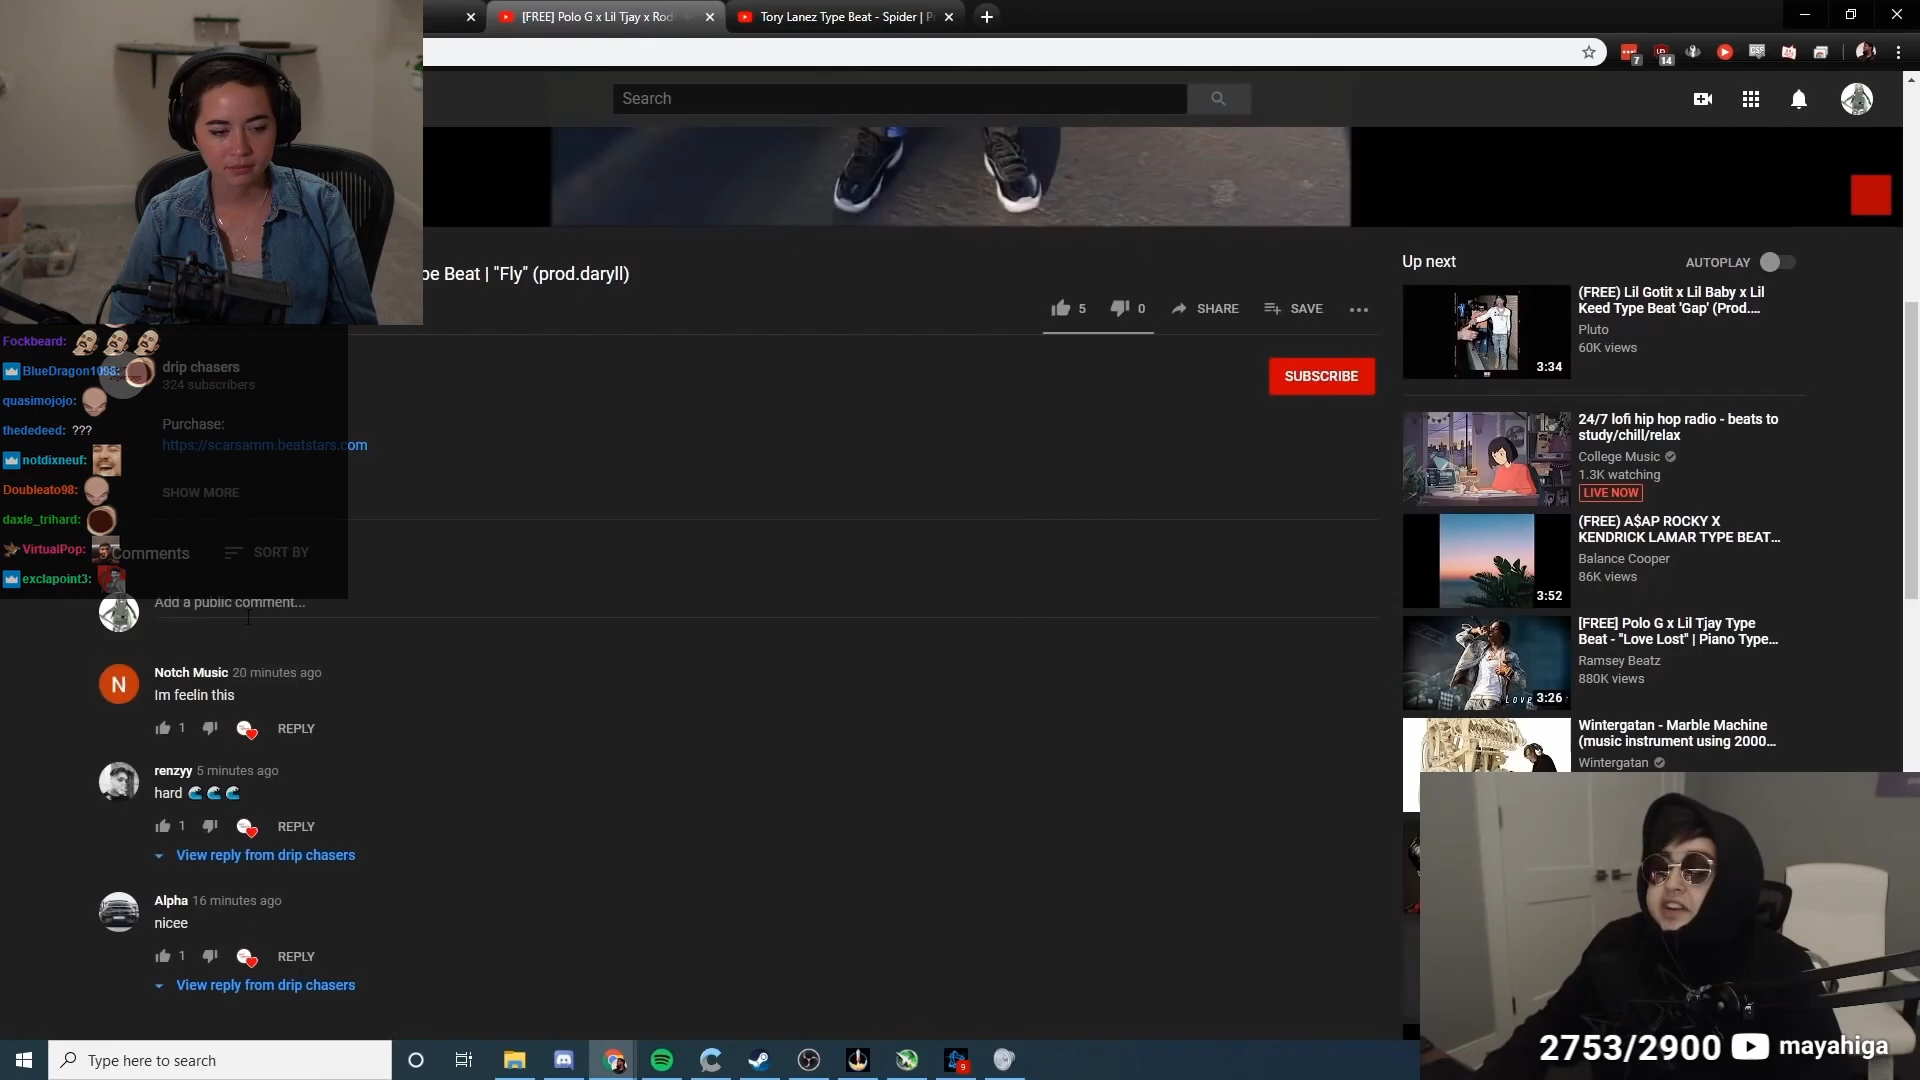 [FREE] Polo G x Lil Tjay x Rod
Tory Lanez Type Beat - Spider | P
7
14
Search
pe Beat | "Fly" (prod.daryll)
5
0
SHARE
SAVE
Up next
AUTOPLAY
(FREE) Lil Gotit x Lil Baby x Lil
Keed Type Beat 'Gap' (Prod....
Pluto
60K views
3:34
Fockbeard:
BlueDragon1093:
quasimojojo:
thededeed: ???
notdixneuf:
Doubleato98:
daxle_trihard:
VirtualPop:
exclapoint3:
drip chasers
324 subscribers
SUBSCRIBE
Purchase:
https://scarsamm.beatstars.com
SHOW MORE
Comments
SORT BY
Add a public comment...
24/7 lofi hip hop radio - beats to
study/chill/relax
College Music
1.3K watching
LIVE NOW
(FREE) A$AP ROCKY X
KENDRICK LAMAR TYPE BEAT...
Balance Cooper
86K views
3:52
[FREE] Polo G x Lil Tjay Type
Beat - "Love Lost" | Piano Type...
Ramsey Beatz
880K views
LOVE
3:26
Wintergatan - Marble Machine
(music instrument using 2000...
Wintergatan
N
Notch Music 20 minutes ago
Im feelin this
1
REPLY
renzyy 5 minutes ago
hard
1
REPLY
View reply from drip chasers
Alpha 16 minutes ago
nicee
1
REPLY
View reply from drip chasers
Type here to search
9
2753/2900
mayahiga